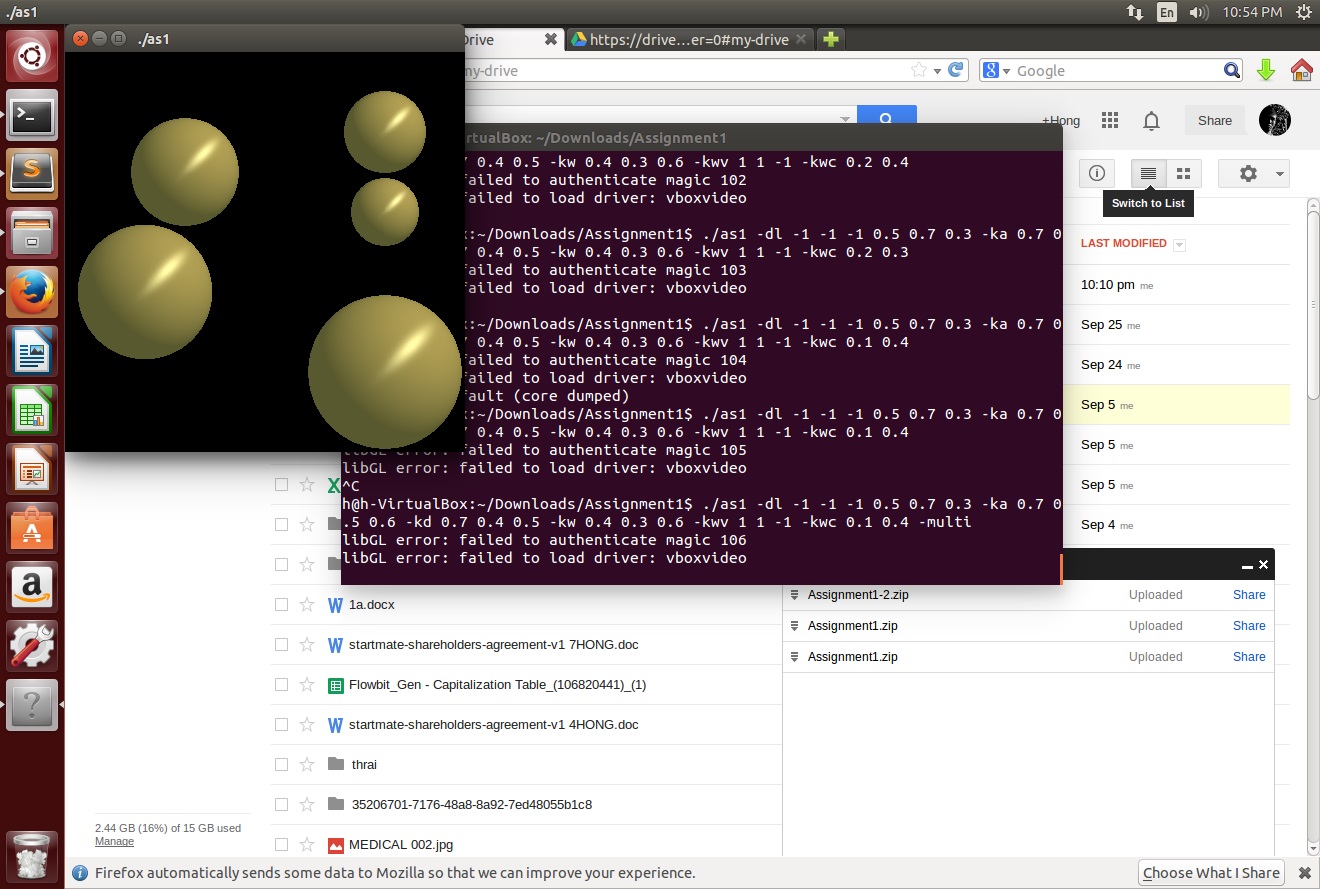 ./as1
En
10:54 PM
./as1
Drive
https://drive...er=0#my-drive
my-drive
Google
+Hong
Share
rtualBox: ~/Downloads/Assignment1
0.4 0.5 -kw 0.4 0.3 0.6 -kwv 1 1 -1 -kwc 0.2 0.4
failed to authenticate magic 102
failed to load driver: vboxvideo
x:~/Downloads/Assignment1$ ./as1 -dl -1 -1 -1 0.5 0.7 0.3 -ka 0.7 0
0.4 0.5 -kw 0.4 0.3 0.6 -kwv 1 1 -1 -kwc 0.2 0.3
failed to authenticate magic 103
failed to load driver: vboxvideo
x:~/Downloads/Assignment1$ ./as1 -dl -1 -1 -1 0.5 0.7 0.3 -ka 0.7 0
0.4 0.5 -kw 0.4 0.3 0.6 -kwv 1 1 -1 -kwc 0.1 0.4
failed to authenticate magic 104
failed to load driver: vboxvideo
fault (core dumped)
x:~/Downloads/Assignment1$ ./as1 -dl -1 -1 -1 0.5 0.7 0.3 -ka 0.7 0
0.4 0.5 -kw 0.4 0.3 0.6 -kwv 1 1 -1 -kwc 0.1 0.4
libGL error: failed to authenticate magic 105
libGL error: failed to load driver: vboxvideo
^C
h@h-VirtualBox:~/Downloads/Assignment1$ ./as1 -dl -1 -1 -1 0.5 0.7 0.3 -ka 0.7 0
.5 0.6 -kd 0.7 0.4 0.5 -kw 0.4 0.3 0.6 -kwv 1 1 -1 -kwc 0.1 0.4 -multi
libGL error: failed to authenticate magic 106
libGL error: failed to load driver: vboxvideo
Switch to List
LAST MODIFIED
10:10 pm me
Sep 25 me
Sep 24 me
Sep 5 me
Sep 5 me
Sep 5 me
Sep 4 me
1a.docx
startmate-shareholders-agreement-v1 7HONG.doc
Flowbit_Gen - Capitalization Table_(106820441)_(1)
startmate-shareholders-agreement-v1 4HONG.doc
thrai
35206701-7176-48a8-8a92-7ed48055b1c8
MEDICAL 002.jpg
Assignment1-2.zip Uploaded Share
Assignment1.zip Uploaded Share
Assignment1.zip Uploaded Share
2.44 GB (16%) of 15 GB used
Manage
Firefox automatically sends some data to Mozilla so that we can improve your experience.
Choose What I Share